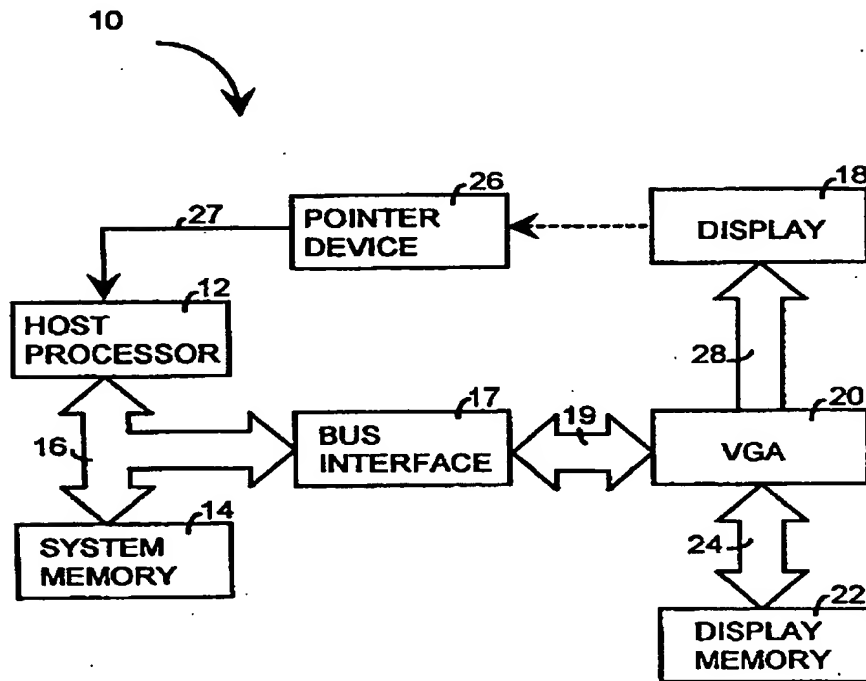 10
26
18
27
POINTER
DEVICE
DISPLAY
12
HOST
PROCESSOR
28
17
19
20
16
BUS
INTERFACE
VGA
14
24
SYSTEM
MEMORY
22
DISPLAY
MEMORY